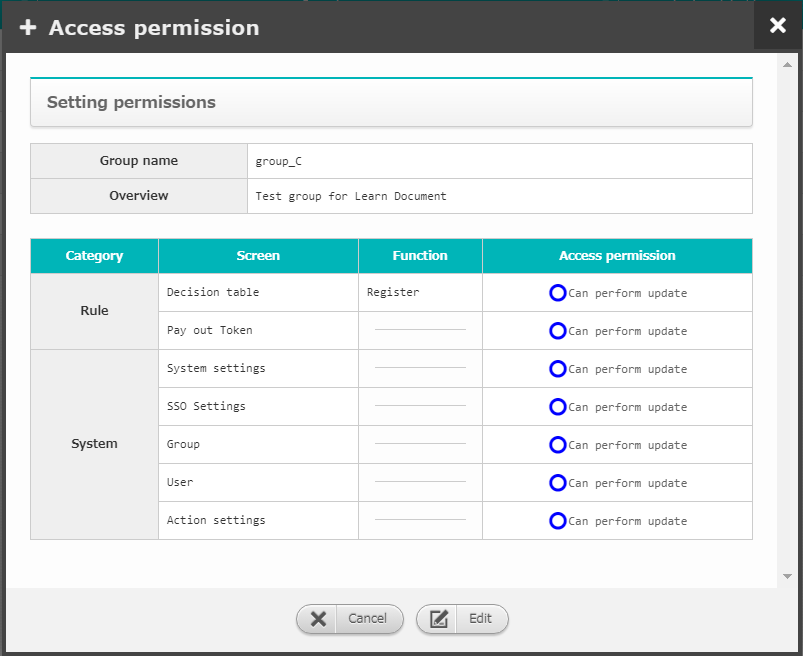 Access permission
Setting permissions
Group name group_C
Overview Test group for Learn Document
Category Screen Function Access permission
Rule
Decision table Register Can perform update
Pay out Token Can perform update
System
System settings Can perform update
SSO Settings Can perform update
Group Can perform update
User Can perform update
Action settings Can perform update
Cancel Edit